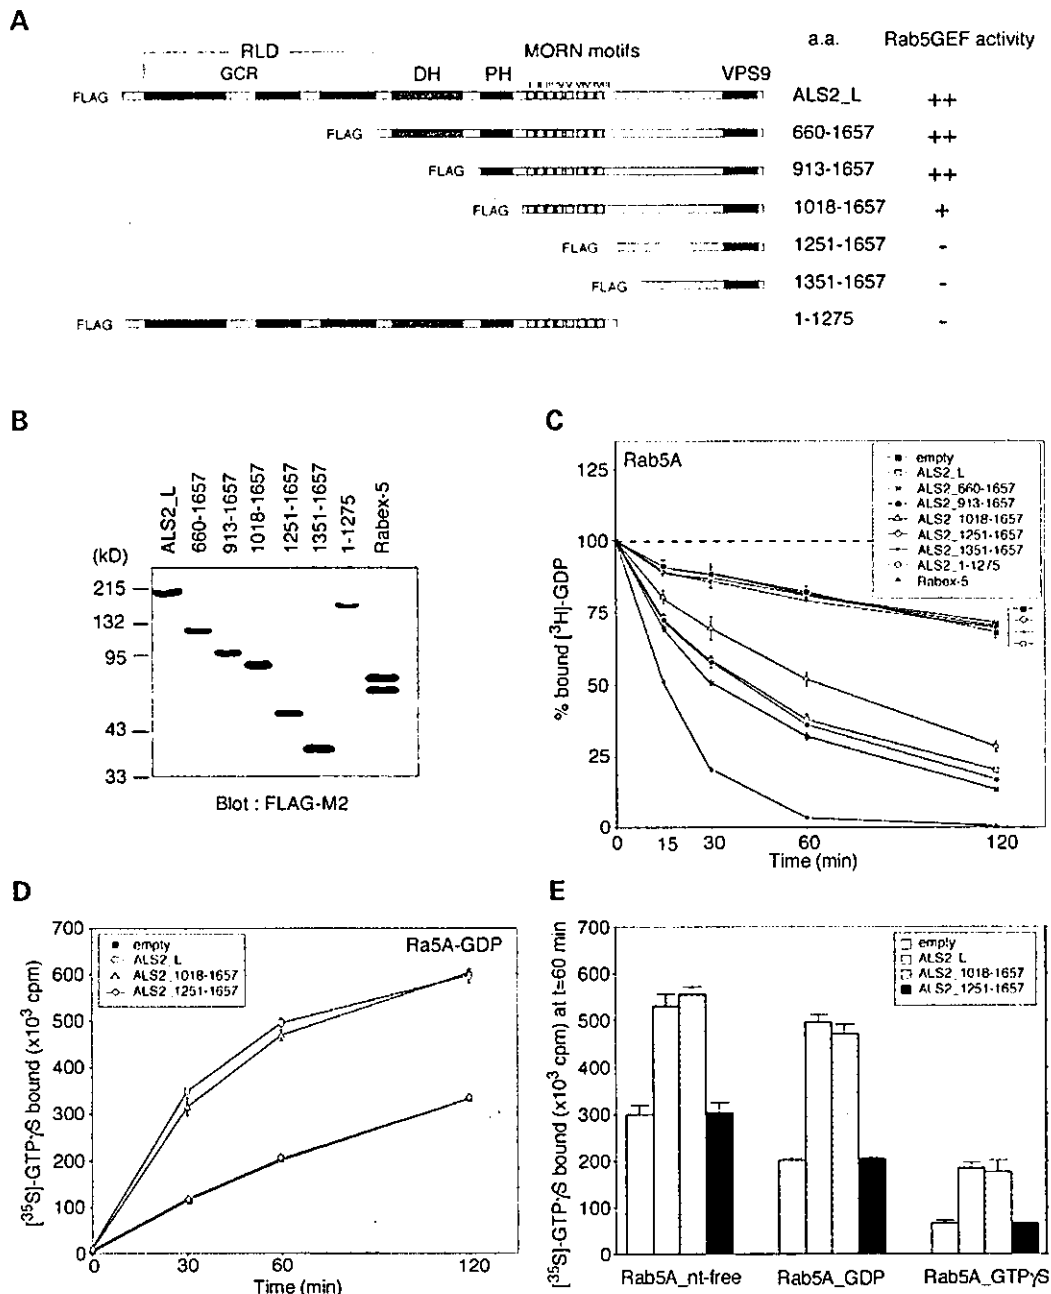 A
a.a. Rab5GEF activity
RLD
GCR
DH
PH
MORN motifs
VPS9
FLAG
ALS2_L
++
FLAG
660-1657
++
FLAG
913-1657
++
FLAG
1018-1657
+
FLAG
1251-1657
-
FLAG
1351-1657
-
FLAG
1-1275
-
B
ALS2_L
660-1657
913-1657
1018-1657
1251-1657
1351-1657
1-1275
Rabex-5
(kD)
215
132
95
43
33
Blot : FLAG-M2
C
Rab5A
empty
ALS2_L
ALS2_660-1657
ALS2_913-1657
ALS2_1018-1657
ALS2_1251-1657
ALS2_1351-1657
ALS2_1-1275
Rabex-5
% bound [³H]-GDP
125
100
75
50
25
0
0 15 30 60 120
Time (min)
D
Ra5A-GDP
empty
ALS2_L
ALS2_1018-1657
ALS2_1251-1657
[³⁵S]-GTPγS bound (x10³ cpm)
700
600
500
400
300
200
100
0
0 30 60 120
Time (min)
E
empty
ALS2_L
ALS2_1018-1657
ALS2_1251-1657
[³⁵S]-GTPγS bound (x10³ cpm) at t=60 min
700
600
500
400
300
200
100
0
Rab5A_nt-free Rab5A_GDP Rab5A_GTPγS